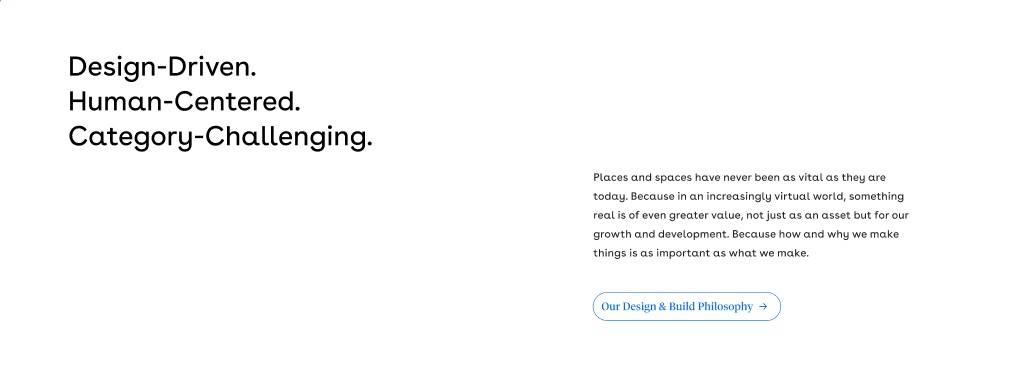 Design-Driven.
Human-Centered.
Category-Challenging.
Places and spaces have never been as vital as they are
today. Because in an increasingly virtual world, something
real is of even greater value, not just as an asset but for our
growth and development. Because how and why we make
things is as important as what we make.
Our Design & Build Philosophy →